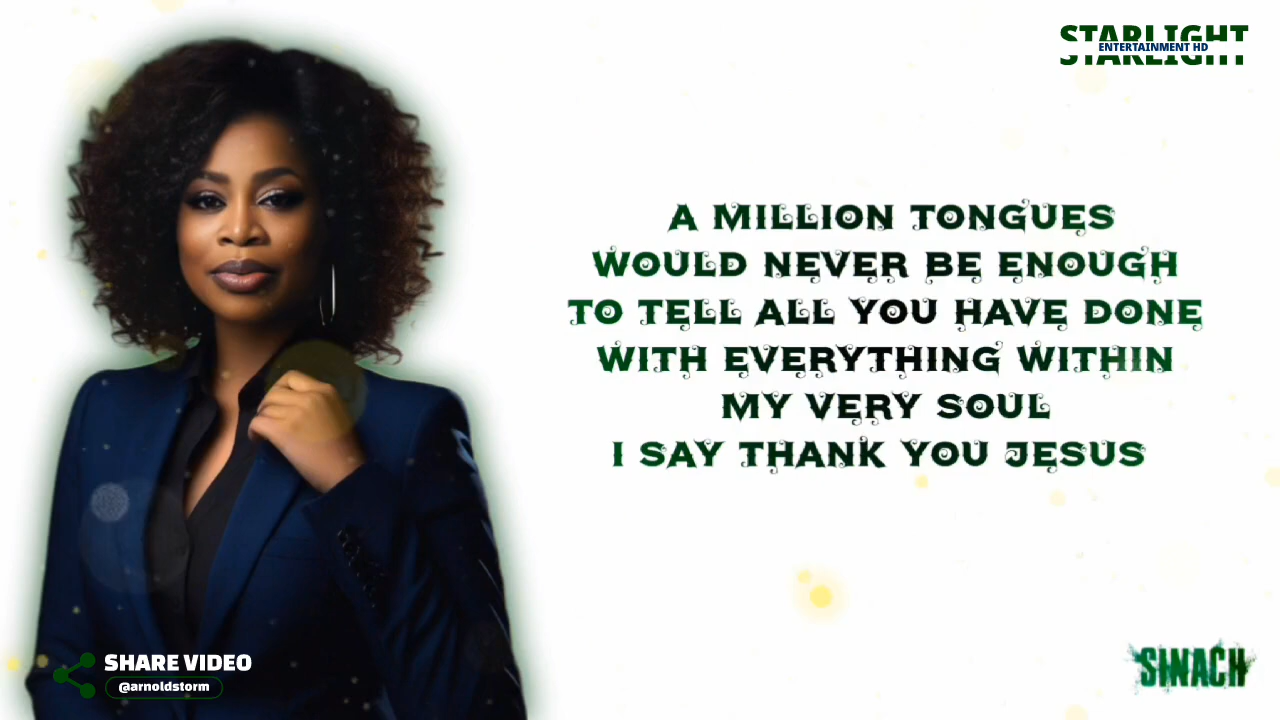 STARLIGHT
ENTERTAINMENT HD
STARLIGHT
A MILLION TONGUES
WOULD NEVER BE ENOUGH
TO TELL ALL YOU HAVE DONE
WITH EVERYTHING WITHIN
MY VERY SOUL
I SAY THANK YOU JESUS
SHARE VIDEO
@arnoldstorm
SINACH